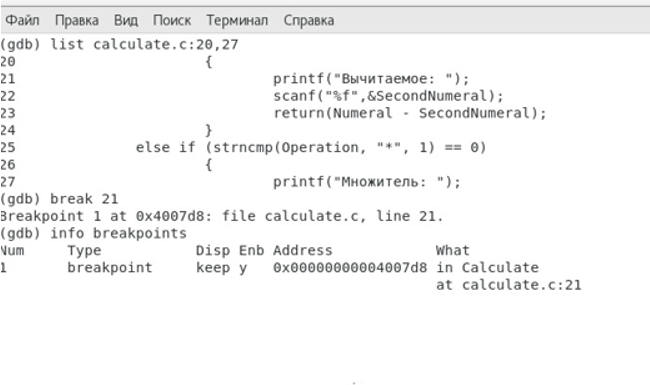 Файл Правка Вид Поиск Терминал Справка
(gdb) list calculate.c:20,27
20                      {
21                              printf("Вычитаемое: ");
22                              scanf("%f",&SecondNumeral);
23                              return(Numeral - SecondNumeral);
24                      }
25              else if (strncmp(Operation, "*", 1) == 0)
26                      {
27                              printf("Множитель: ");
(gdb) break 21
Breakpoint 1 at 0x4007d8: file calculate.c, line 21.
(gdb) info breakpoints
Num     Type           Disp Enb Address            What
1       breakpoint     keep y   0x00000000004007d8 in Calculate
                                                   at calculate.c:21